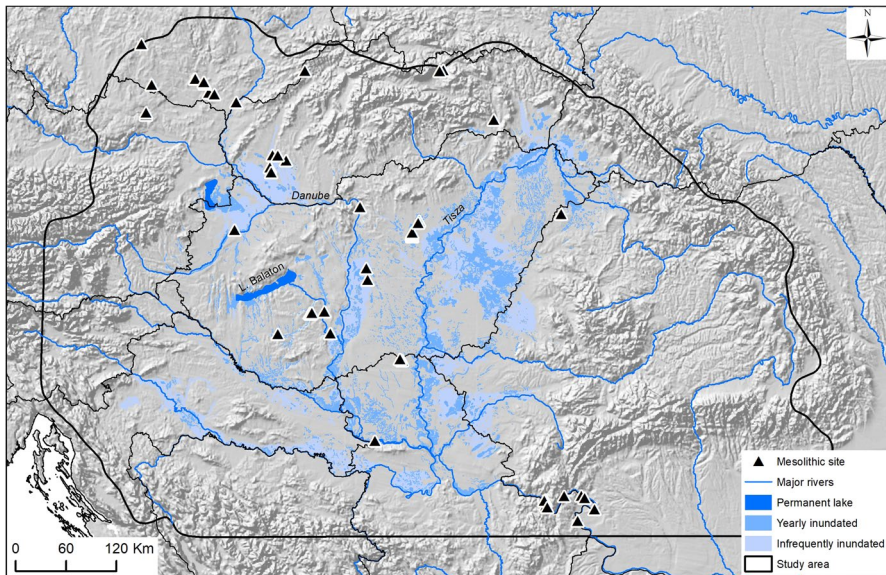 N
Danube
Tisza
L. Balaton
Mesolithic site
Major rivers
Permanent lake
Yearly inundated
Infrequently inundated
Study area
0 60 120 Km